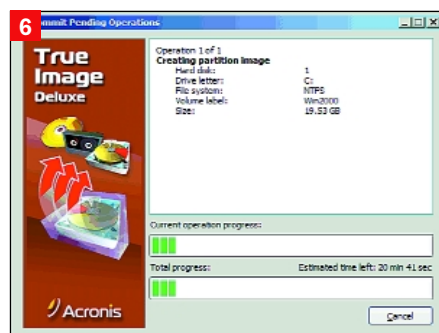 6
Commit Pending Operations
True
Image
Deluxe
Operation 1 of 1
Creating partition image
Hard disk: 1
Drive letter: C:
File system: NTFS
Volume label: Win2000
Size: 19.53 GB
Current operation progress:
Total progress: Estimated time left: 20 min 41 sec
Acronis
Cancel